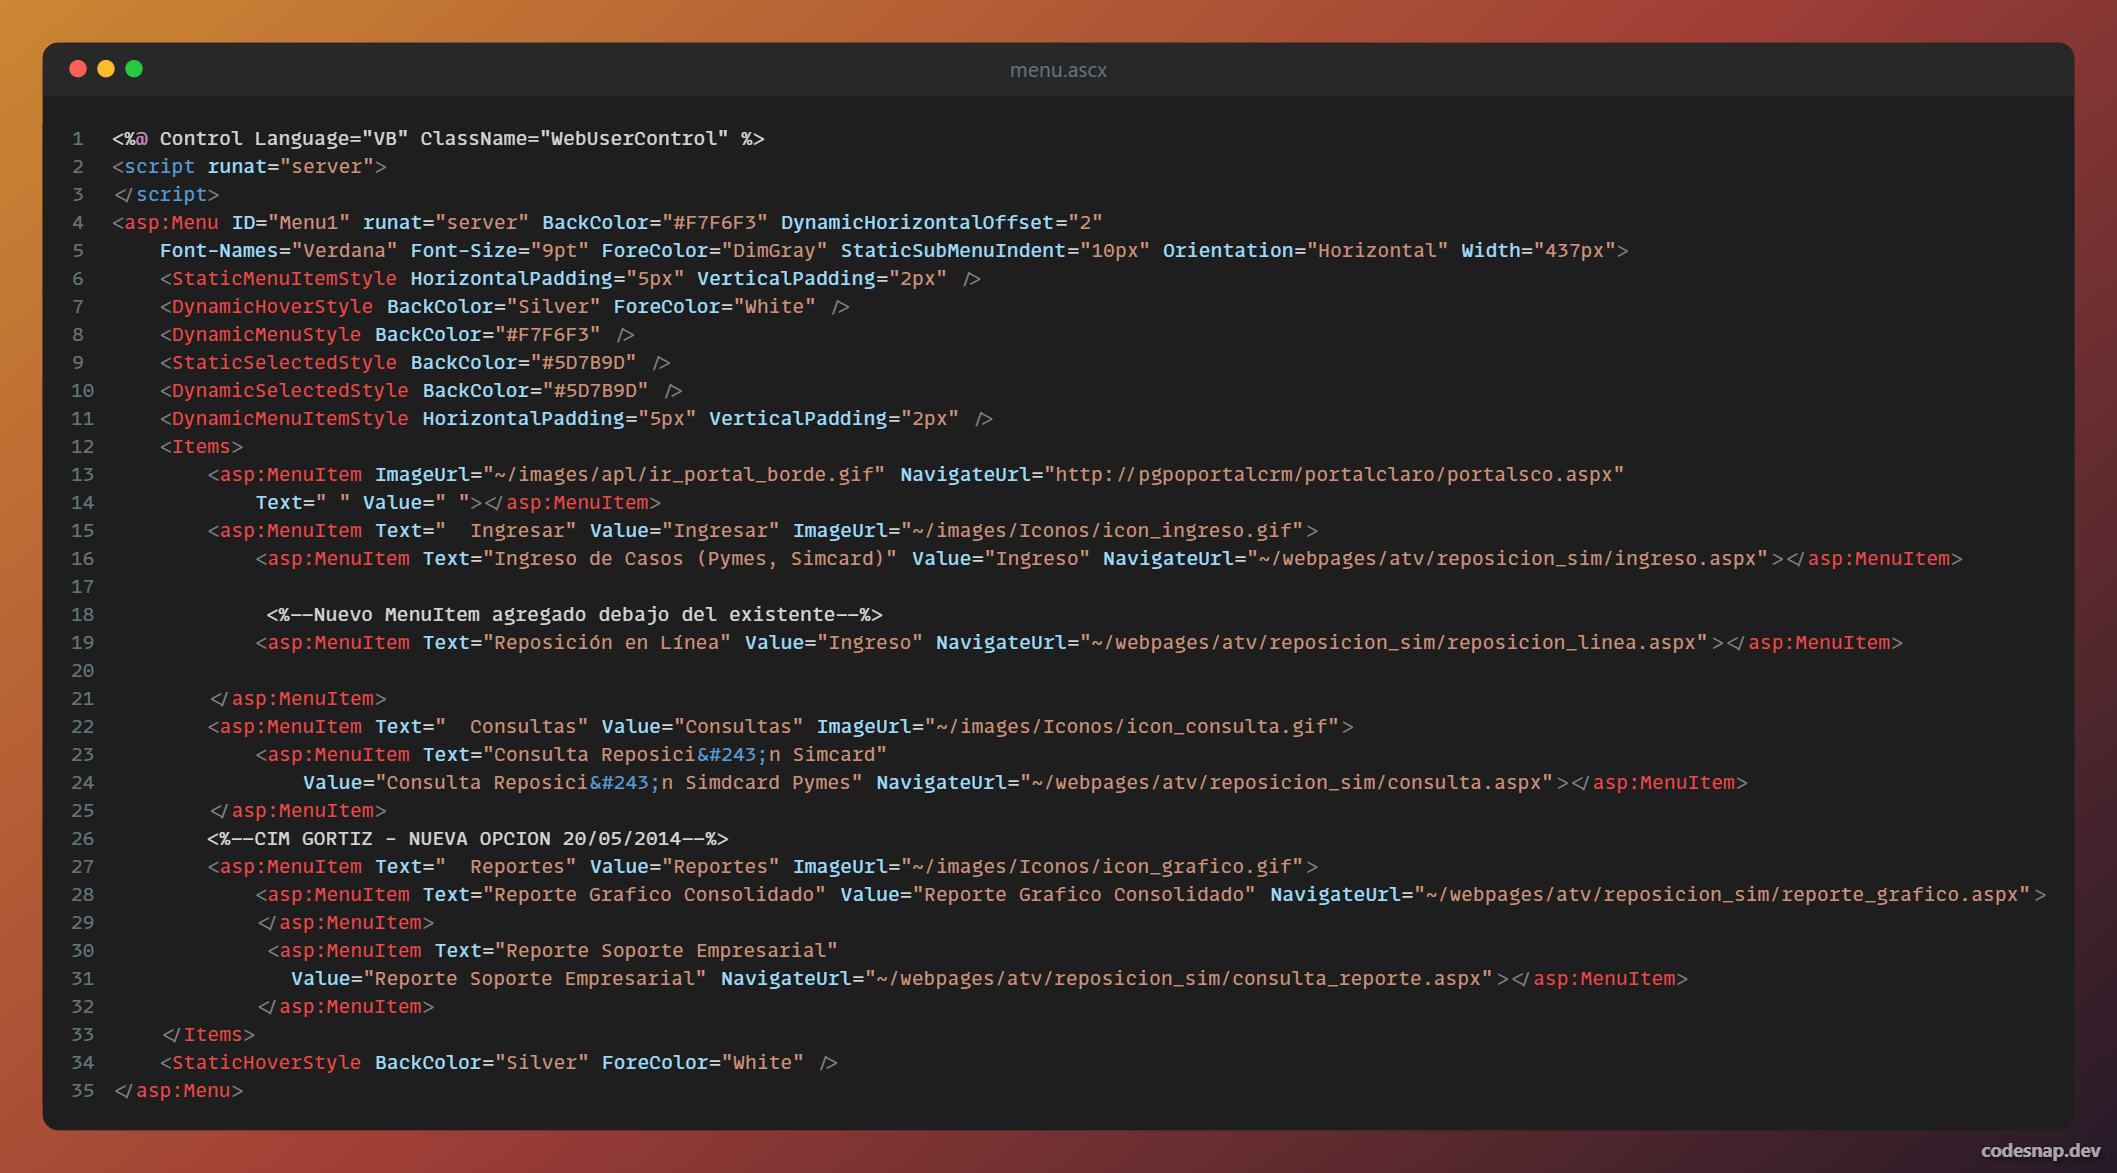 menu.ascx
1 <%@ Control Language="VB" ClassName="WebUserControl" %>
2 <script runat="server">
3 </script>
4 <asp:Menu ID="Menu1" runat="server" BackColor="#F7F6F3" DynamicHorizontalOffset="2"
5     Font-Names="Verdana" Font-Size="9pt" ForeColor="DimGray" StaticSubMenuIndent="10px" Orientation="Horizontal" Width="437px">
6     <StaticMenuItemStyle HorizontalPadding="5px" VerticalPadding="2px" />
7     <DynamicHoverStyle BackColor="Silver" ForeColor="White" />
8     <DynamicMenuStyle BackColor="#F7F6F3" />
9     <StaticSelectedStyle BackColor="#5D7B9D" />
10     <DynamicSelectedStyle BackColor="#5D7B9D" />
11     <DynamicMenuItemStyle HorizontalPadding="5px" VerticalPadding="2px" />
12     <Items>
13         <asp:MenuItem ImageUrl="~/images/apl/ir_portal_borde.gif" NavigateUrl="http://pgpoportalcrm/portalclaro/portalsco.aspx"
14             Text=" " Value=" "></asp:MenuItem>
15         <asp:MenuItem Text="  Ingresar" Value="Ingresar" ImageUrl="~/images/Iconos/icon_ingreso.gif">
16             <asp:MenuItem Text="Ingreso de Casos (Pymes, Simcard)" Value="Ingreso" NavigateUrl="~/webpages/atv/reposicion_sim/ingreso.aspx"></asp:MenuItem>
17
18              <%--Nuevo MenuItem agregado debajo del existente--%>
19             <asp:MenuItem Text="Reposición en Línea" Value="Ingreso" NavigateUrl="~/webpages/atv/reposicion_sim/reposicion_linea.aspx"></asp:MenuItem>
20
21         </asp:MenuItem>
22         <asp:MenuItem Text="  Consultas" Value="Consultas" ImageUrl="~/images/Iconos/icon_consulta.gif">
23             <asp:MenuItem Text="Consulta Reposici&#243;n Simcard"
24                 Value="Consulta Reposici&#243;n Simdcard Pymes" NavigateUrl="~/webpages/atv/reposicion_sim/consulta.aspx"></asp:MenuItem>
25         </asp:MenuItem>
26         <%--CIM GORTIZ - NUEVA OPCION 20/05/2014--%>
27         <asp:MenuItem Text="  Reportes" Value="Reportes" ImageUrl="~/images/Iconos/icon_grafico.gif">
28             <asp:MenuItem Text="Reporte Grafico Consolidado" Value="Reporte Grafico Consolidado" NavigateUrl="~/webpages/atv/reposicion_sim/reporte_grafico.aspx">
29             </asp:MenuItem>
30              <asp:MenuItem Text="Reporte Soporte Empresarial"
31                Value="Reporte Soporte Empresarial" NavigateUrl="~/webpages/atv/reposicion_sim/consulta_reporte.aspx"></asp:MenuItem>
32             </asp:MenuItem>
33     </Items>
34     <StaticHoverStyle BackColor="Silver" ForeColor="White" />
35 </asp:Menu>
codesnap.dev